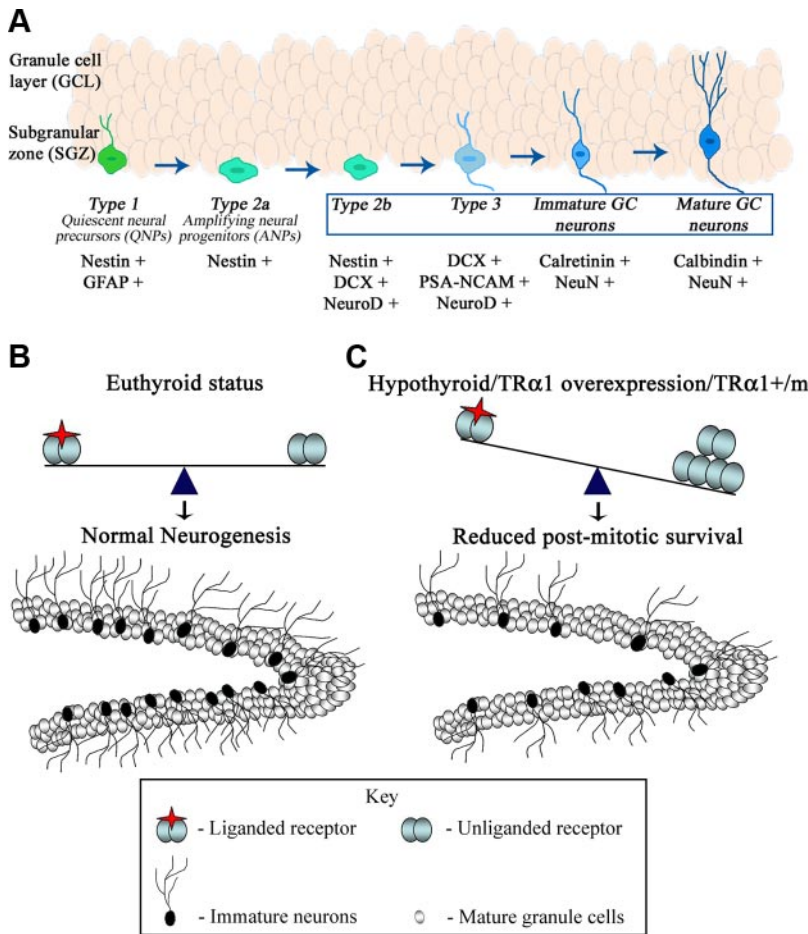 A
Granule cell
layer (GCL)
Subgranular
zone (SGZ)
Type 1 Type 2a Type 2b Type 3 Immature GC Mature GC
Quiescent neural Amplifying neural neurons neurons
precursors (QNPs) progenitors (ANPs)
Nestin + Nestin + Nestin + DCX + Calretinin + Calbindin +
GFAP + DCX + PSA-NCAM + NeuN + NeuN +
NeuroD + NeuroD +
B
Euthyroid status
Normal Neurogenesis
C
Hypothyroid/TRα1 overexpression/TRα1+/m
Reduced post-mitotic survival
Key
- Liganded receptor - Unliganded receptor
- Immature neurons - Mature granule cells